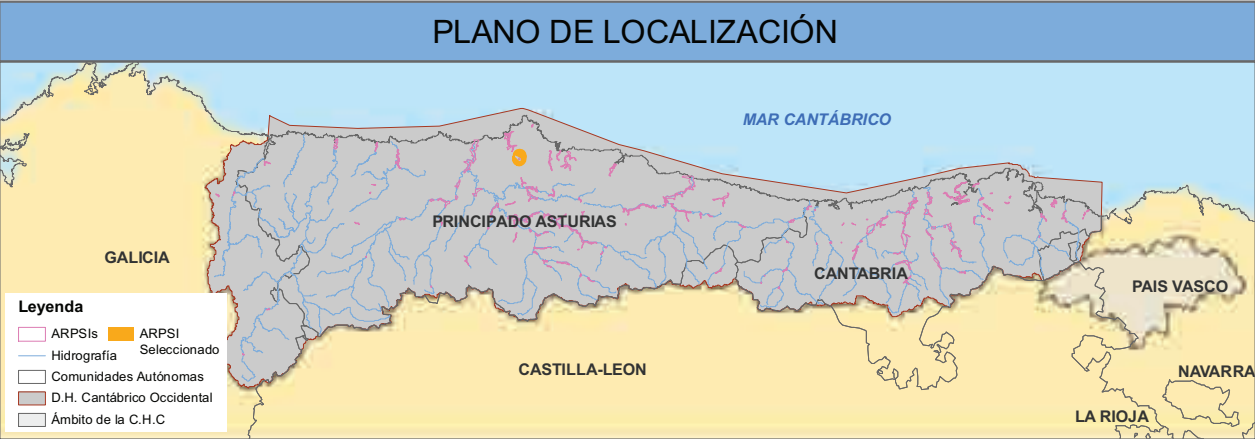 PLANO DE LOCALIZACIÓN
MAR CANTÁBRICO
PRINCIPADO ASTURIAS
GALICIA
CANTABRIA
PAIS VASCO
CASTILLA-LEON
NAVARRA
LA RIOJA
Leyenda
ARPSIs
ARPSI
Seleccionado
Hidrografía
Comunidades Autónomas
D.H. Cantábrico Occidental
Ámbito de la C.H.C